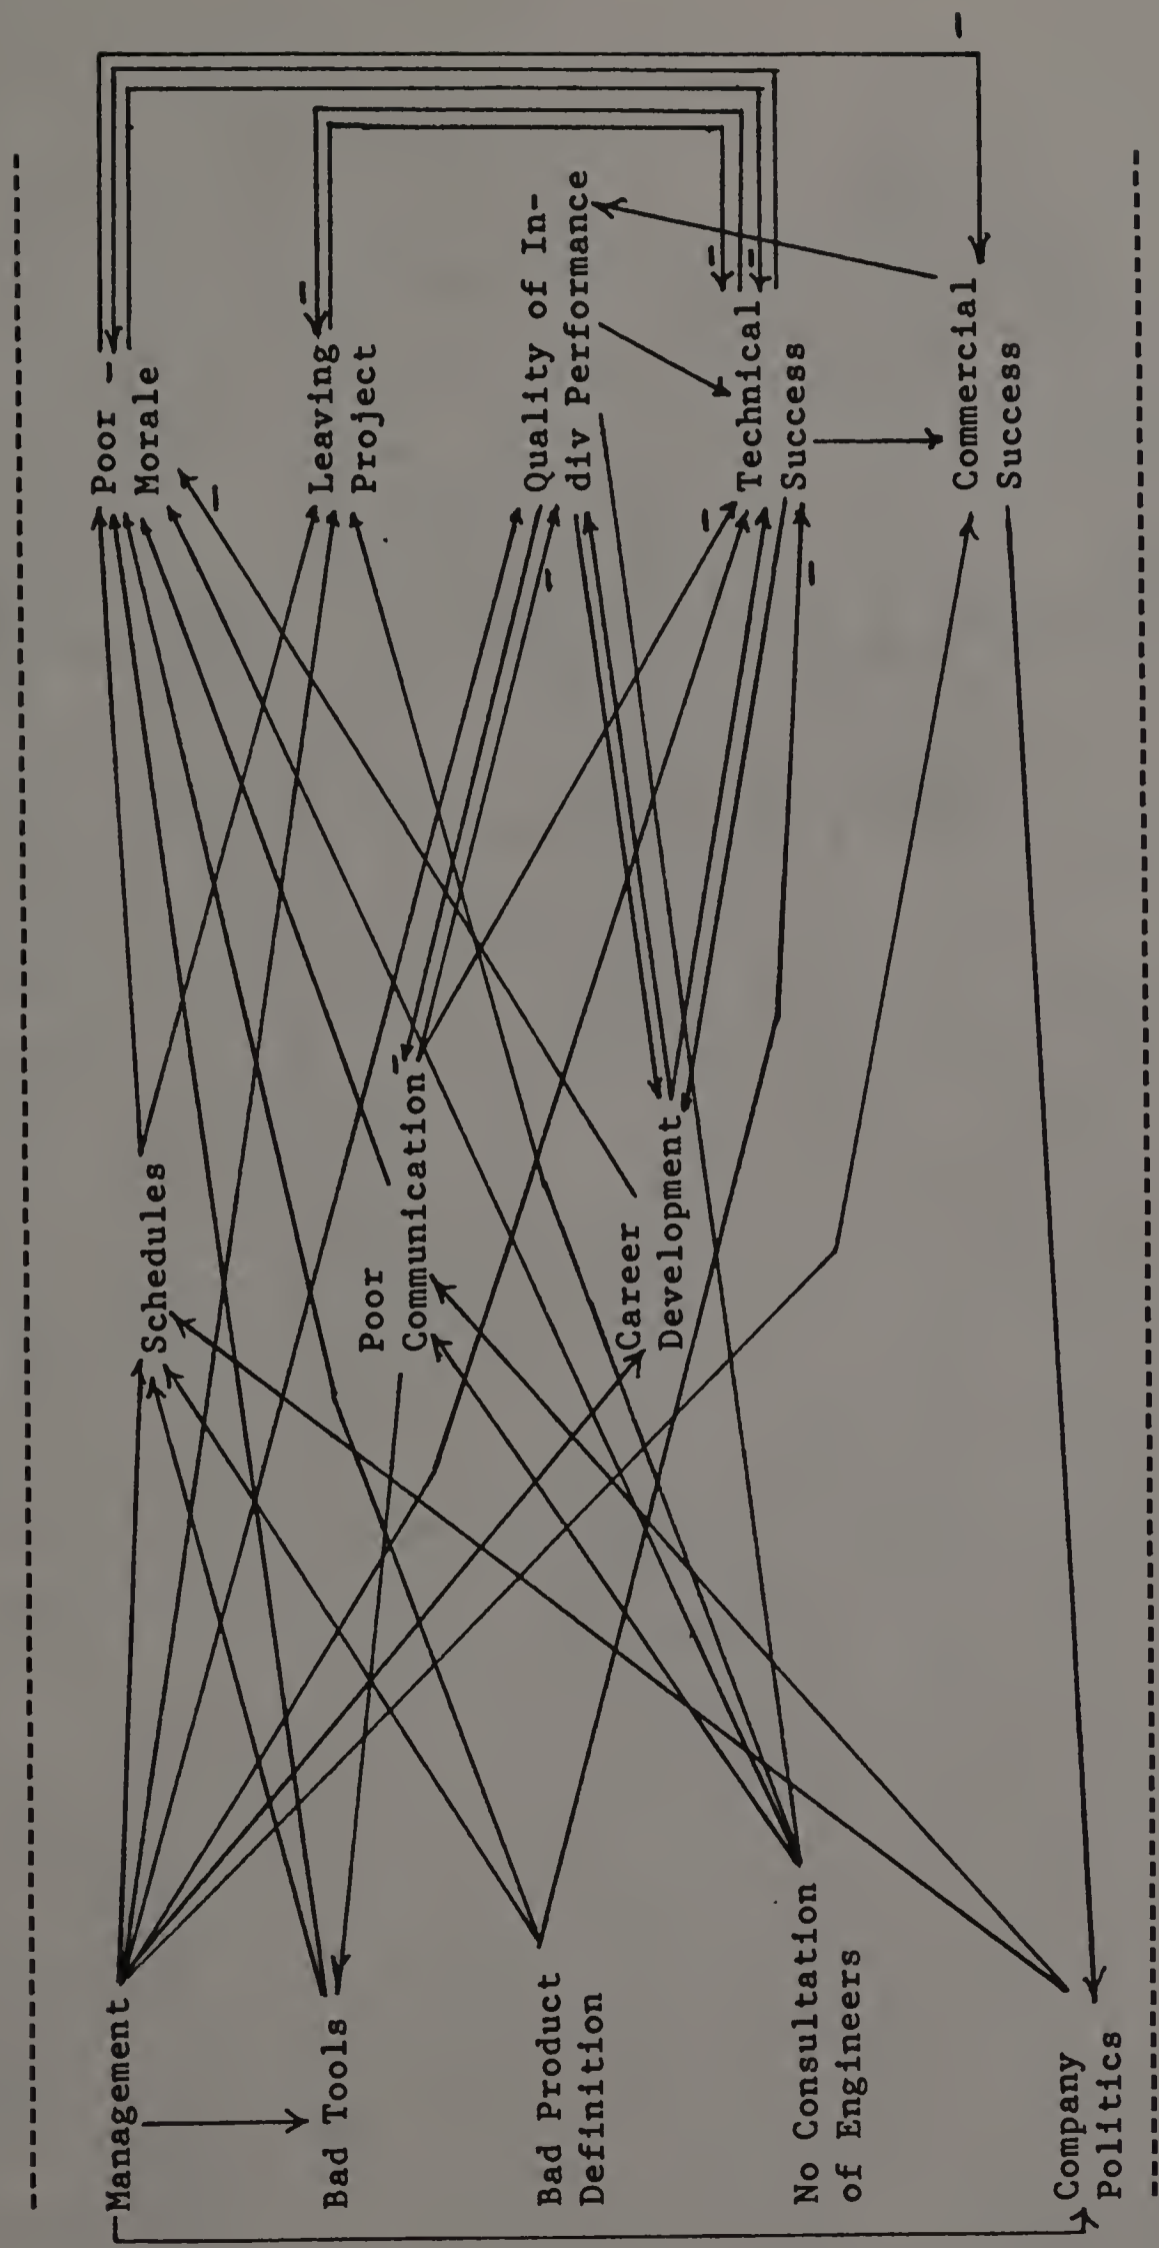 Management
Bad Tools
Bad Product
Definition
No Consultation
of Engineers
Company
Politics
Schedules
Poor
Communication
Career
Development
Poor
Morale
Leaving
Project
Quality of In-
div Performance
Technical
Success
Commercial
Success